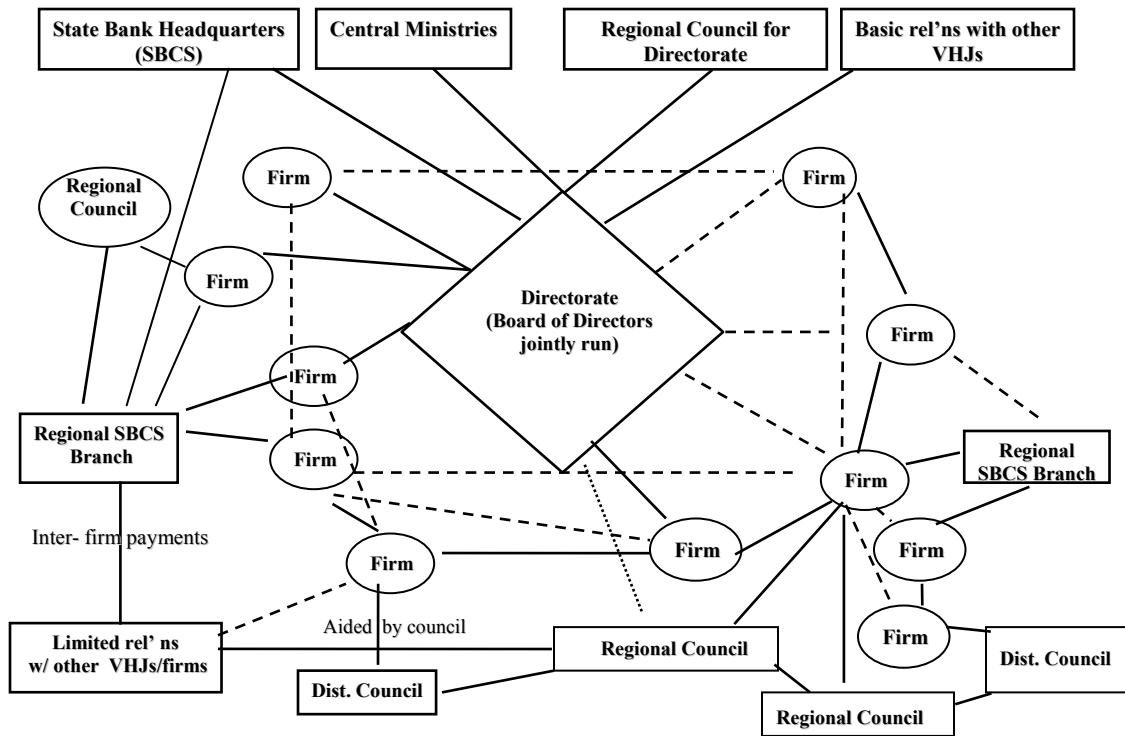 State Bank Headquarters
(SBCS)
Central Ministries
Regional Council for
Directorate
Basic rel'ns with other
VHJs
Firm
Firm
Regional
Council
Firm
Directorate
(Board of Directors
jointly run)
Firm
Firm
Regional SBCS
Branch
Firm
Regional
SBCS Branch
Firm
Inter- firm payments
Firm
Firm
Firm
Limited rel' ns
w/ other VHJs/firms
Aided by council
Regional Council
Firm
Dist. Council
Dist. Council
Regional Council